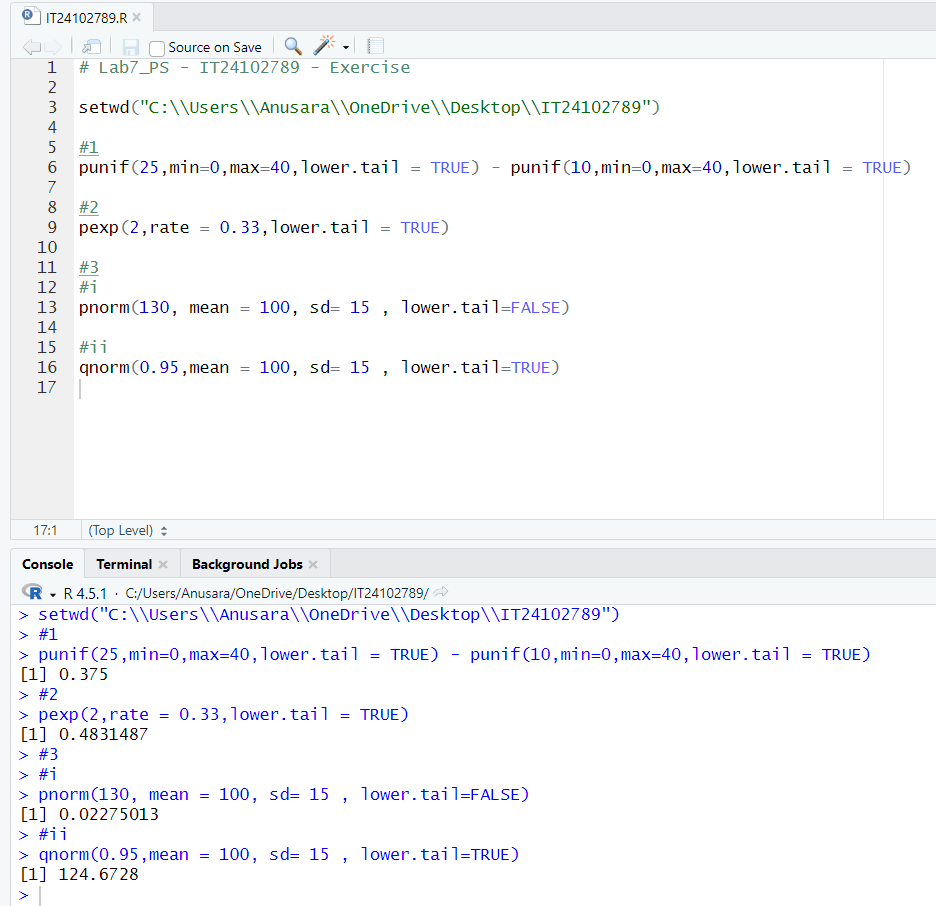 IT24102789.R
Source on Save
1 # Lab7_PS - IT24102789 - Exercise
2
3 setwd("C:\\Users\\Anusara\\OneDrive\\Desktop\\IT24102789")
4
5 #1
6 punif(25,min=0,max=40,lower.tail = TRUE) - punif(10,min=0,max=40,lower.tail = TRUE)
7
8 #2
9 pexp(2,rate = 0.33,lower.tail = TRUE)
10
11 #3
12 #i
13 pnorm(130, mean = 100, sd= 15 , lower.tail=FALSE)
14
15 #ii
16 qnorm(0.95,mean = 100, sd= 15 , lower.tail=TRUE)
17
17:1 (Top Level)
Console Terminal Background Jobs
R R 4.5.1 · C:/Users/Anusara/OneDrive/Desktop/IT24102789/
> setwd("C:\\Users\\Anusara\\OneDrive\\Desktop\\IT24102789")
> #1
> punif(25,min=0,max=40,lower.tail = TRUE) - punif(10,min=0,max=40,lower.tail = TRUE)
[1] 0.375
> #2
> pexp(2,rate = 0.33,lower.tail = TRUE)
[1] 0.4831487
> #3
> #i
> pnorm(130, mean = 100, sd= 15 , lower.tail=FALSE)
[1] 0.02275013
> #ii
> qnorm(0.95,mean = 100, sd= 15 , lower.tail=TRUE)
[1] 124.6728
>